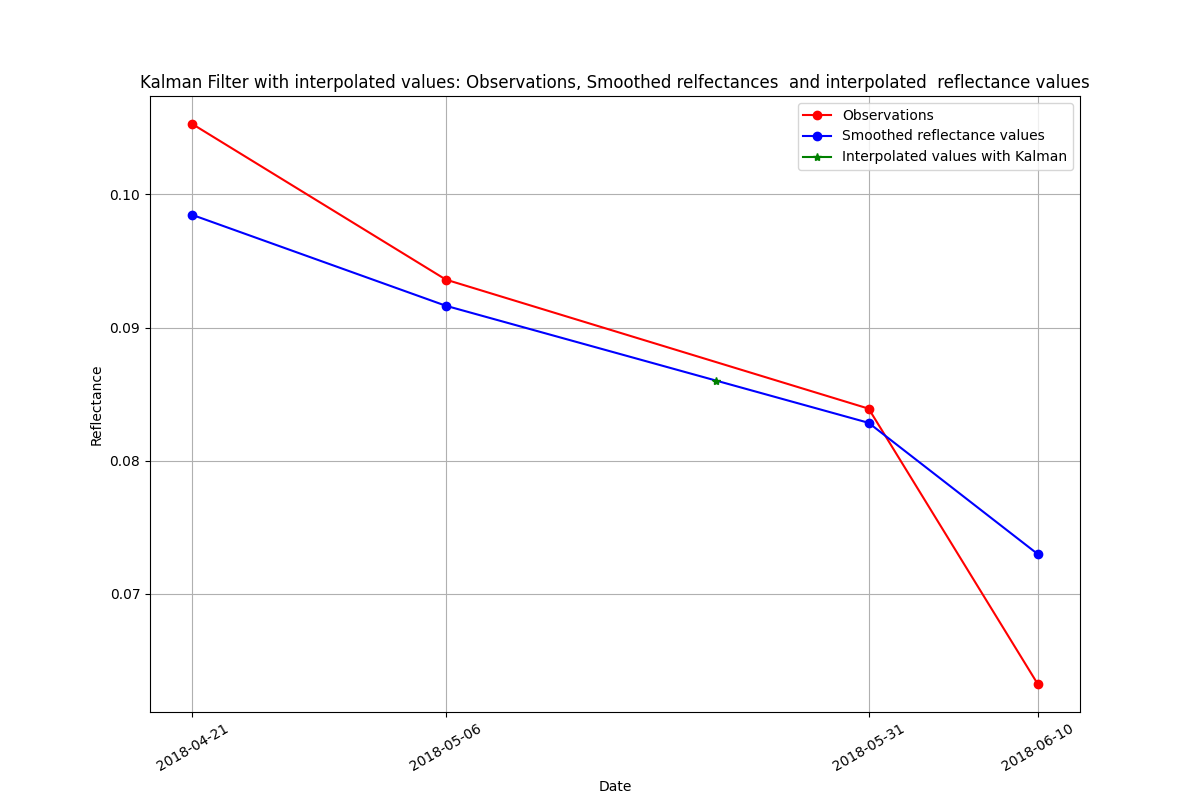 Kalman Filter with interpolated values: Observations, Smoothed relfectances  and interpolated  reflectance values
Observations
Smoothed reflectance values
Interpolated values with Kalman
0.10
0.09
0.08
0.07
Reflectance
2018-04-21
2018-05-06
2018-05-31
2018-06-10
Date